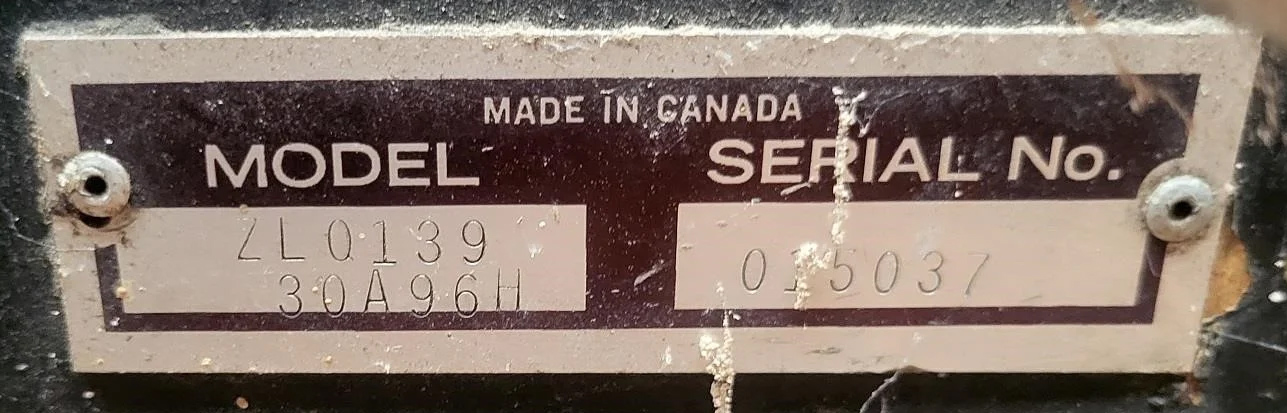 MADE IN CANADA
MODEL SERIAL No.
ZL0139 015037
30A96H